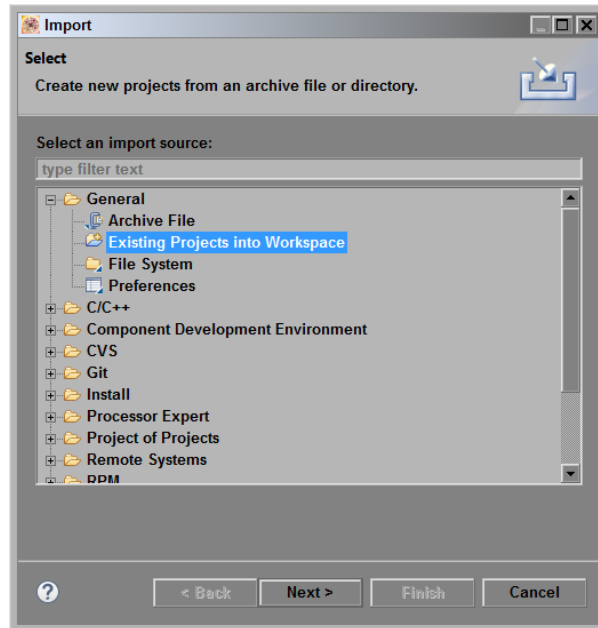 Import
Select
Create new projects from an archive file or directory.
Select an import source:
type filter text
General
Archive File
Existing Projects into Workspace
File System
Preferences
C/C++
Component Development Environment
CVS
Git
Install
Processor Expert
Project of Projects
Remote Systems
RPM
?
< Back Next > Finish Cancel